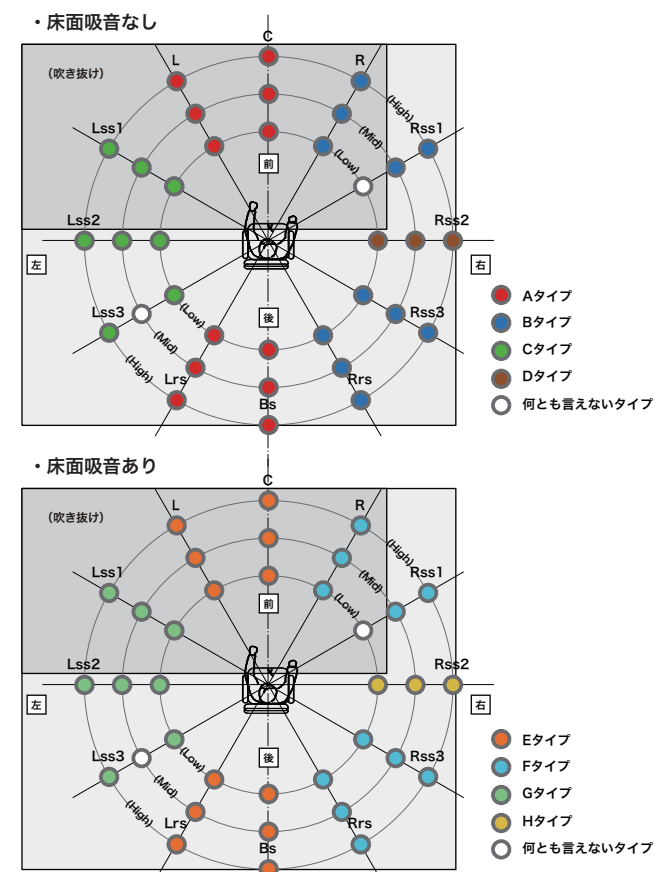 ・床面吸音なし
C
(吹き抜け)
L
R
(High)
Lss1
Rss1
(Mid)
(Low)
前
Lss2
Rss2
左
右
後
Lss3
(Low)
(Mid)
(High)
Rss3
Lrs
Rrs
Bs
Aタイプ
Bタイプ
Cタイプ
Dタイプ
何とも言えないタイプ
・床面吸音あり
C
(吹き抜け)
L
R
(High)
Lss1
Rss1
(Mid)
(Low)
前
Lss2
Rss2
左
右
後
Lss3
(Low)
(Mid)
(High)
Rss3
Lrs
Rrs
Bs
Eタイプ
Fタイプ
Gタイプ
Hタイプ
何とも言えないタイプ